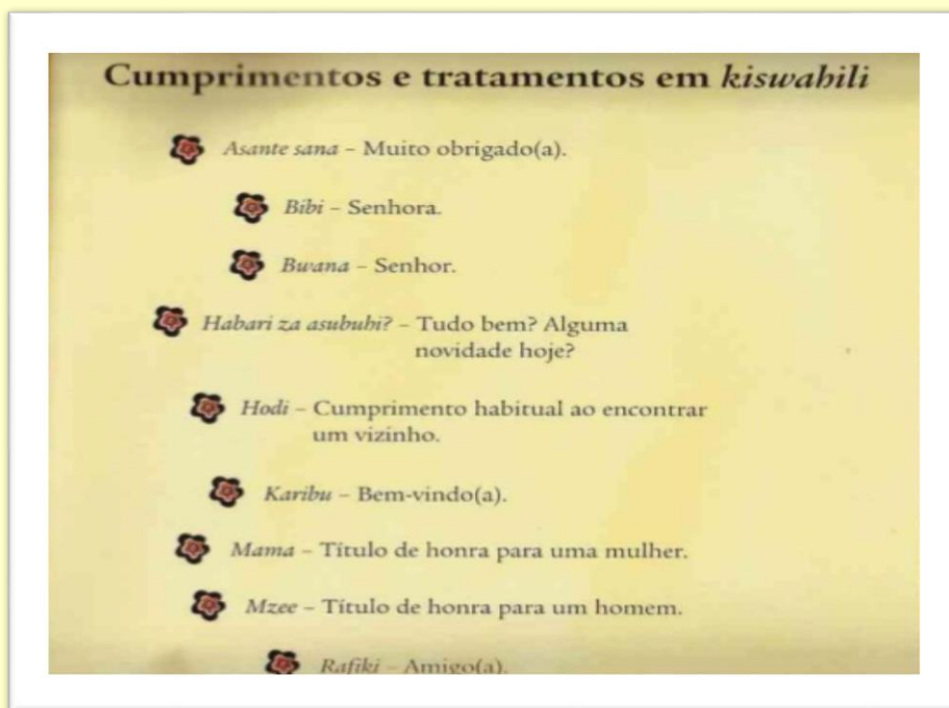 Cumprimentos e tratamentos em kiswahili
Asante sana – Muito obrigado(a).
Bibi – Senhora.
Bwana – Senhor.
Habari za asubuhi? – Tudo bem? Alguma
novidade hoje?
Hodi – Cumprimento habitual ao encontrar
um vizinho.
Karibu – Bem-vindo(a).
Mama – Título de honra para uma mulher.
Mzee – Título de honra para um homem.
Rafiki – Amigo(a).